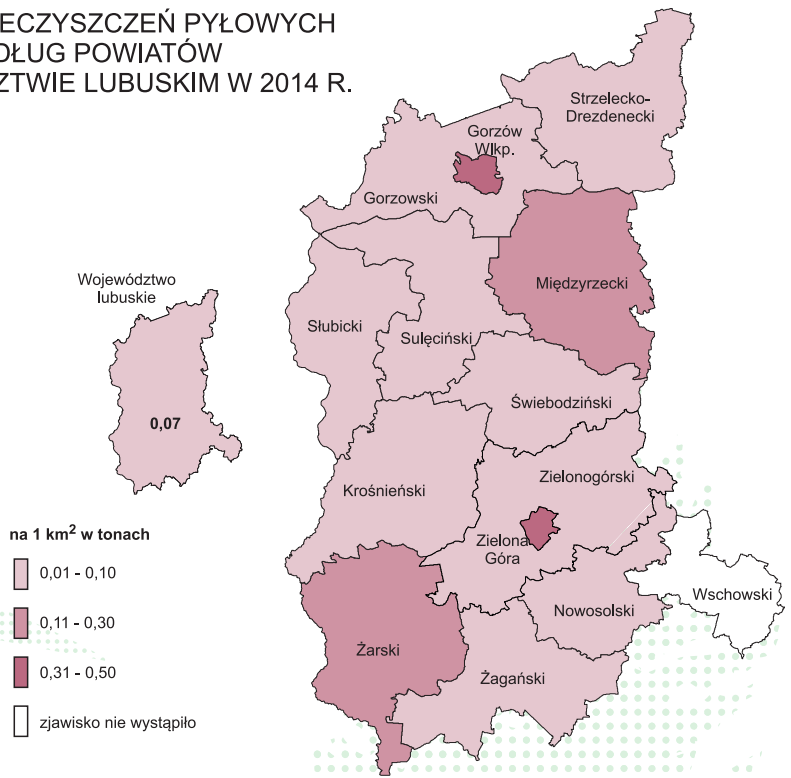 ECZYSZCZEŃ PYŁOWYCH
DŁUG POWIATÓW
ZTWIE LUBUSKIM W 2014 R.
Strzelecko-
Drezdenecki
Gorzów
Wlkp.
Gorzowski
Województwo
lubuskie
Międzyrzecki
Słubicki
Sulęciński
0,07
Świebodziński
Zielonogórski
Krośnieński
na 1 km² w tonach
Zielona
Góra
0,01 - 0,10
Wschowski
Nowosolski
0,11 - 0,30
Żarski
Żagański
0,31 - 0,50
zjawisko nie wystąpiło